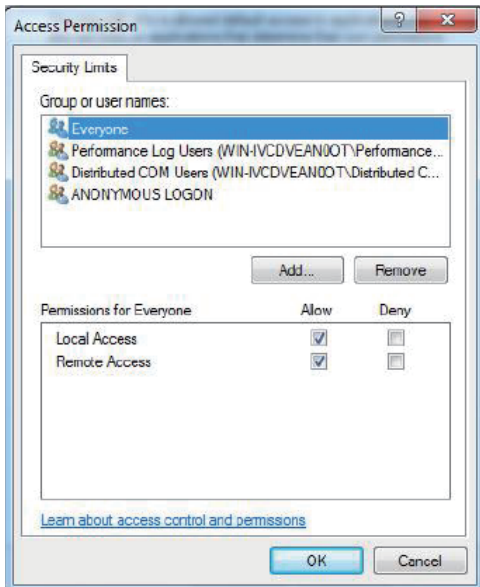 Access Permission
Security Limits
Group or user names:
Everyone
Performance Log Users (WIN-IVCDVEAN0OT\Performance...
Distributed COM Users (WIN-IVCDVEAN0OT\Distributed C...
ANONYMOUS LOGON
Add... Remove
Permissions for Everyone Allow Deny
Local Access
Remote Access
Learn about access control and permissions
OK Cancel